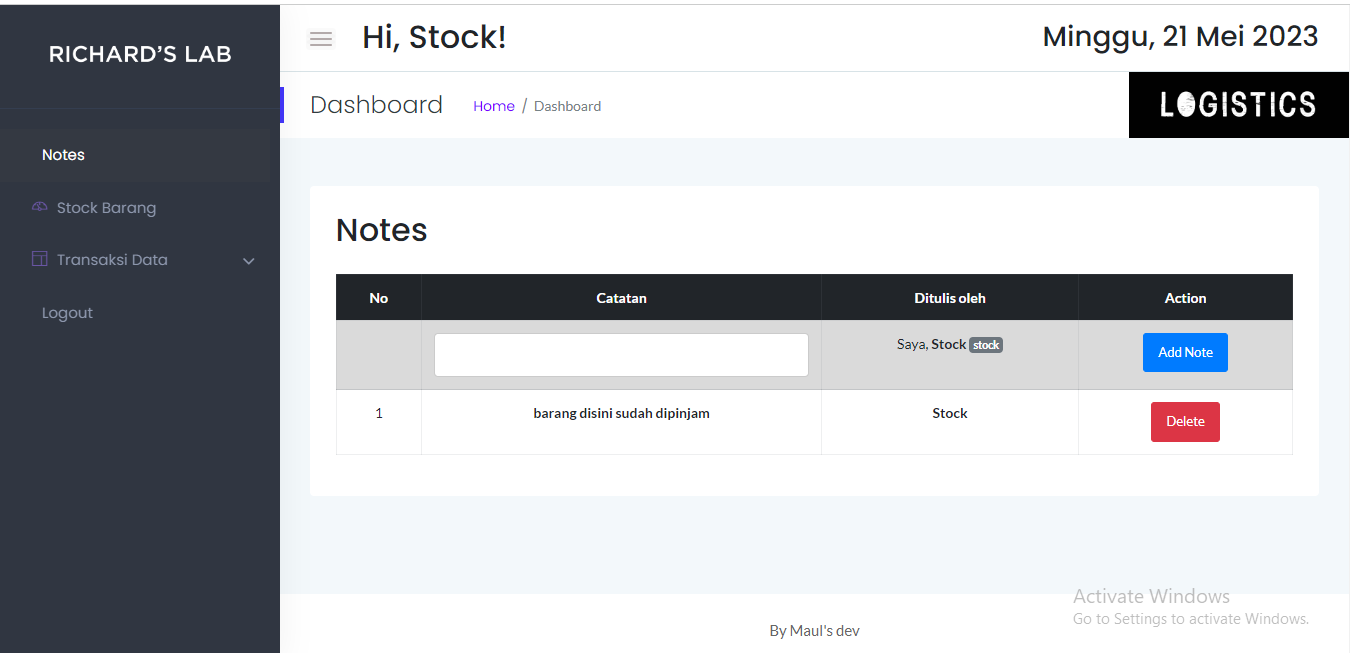 RICHARD'S LAB
Hi, Stock!
Minggu, 21 Mei 2023
Dashboard
Home / Dashboard
LOGISTICS
Notes
Stock Barang
Transaksi Data
Logout
Notes
No Catatan Ditulis oleh Action
Saya, Stock stock Add Note
1 barang disini sudah dipinjam Stock Delete
Activate Windows
Go to Settings to activate Windows.
By Maul's dev